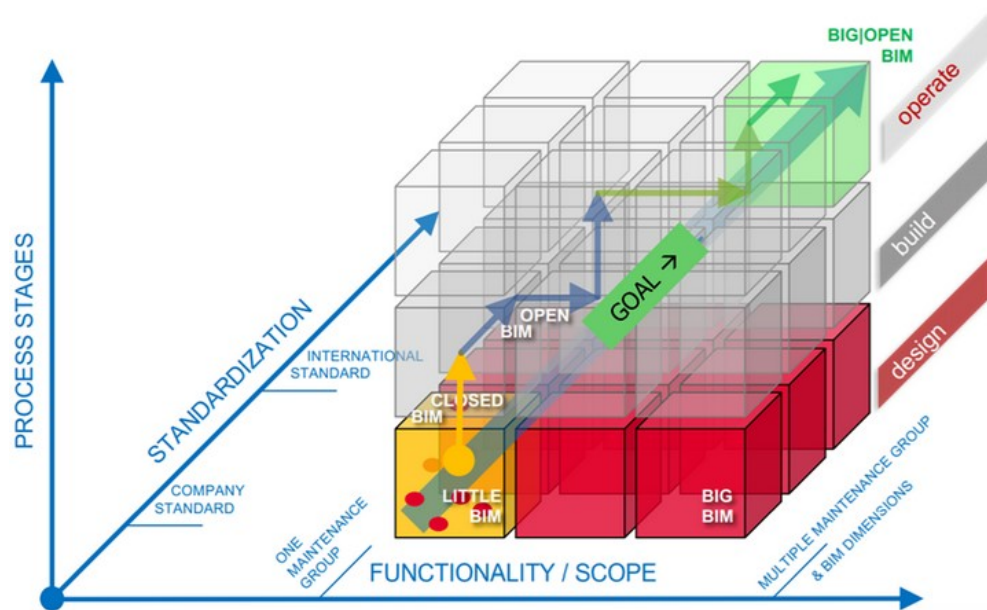 BIG|OPEN
BIM
operate
build
design
PROCESS STAGES
STANDARDIZATION
INTERNATIONAL
STANDARD
COMPANY
STANDARD
GOAL →
OPEN
BIM
CLOSED
BIM
LITTLE
BIM
BIG
BIM
ONE
MAINTENANCE
GROUP
FUNCTIONALITY / SCOPE
MULTIPLE MAINTENANCE GROUP
& BIM DIMENSIONS